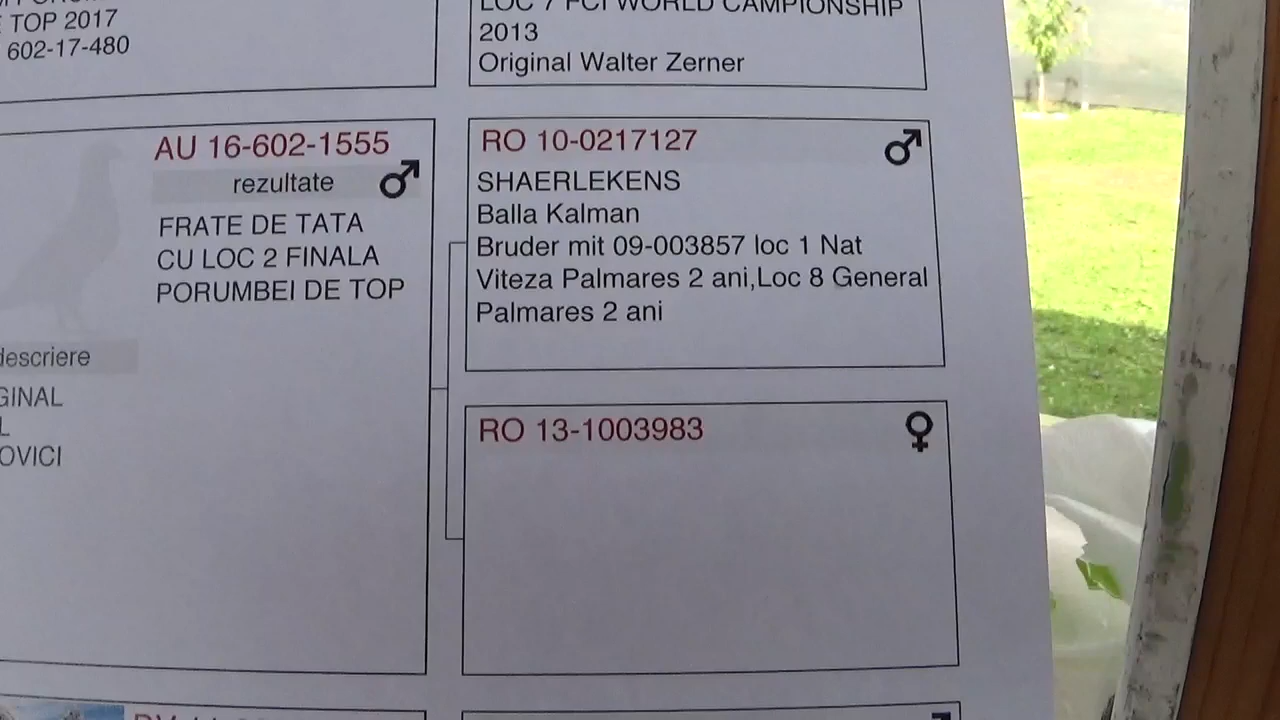 TOP 2017
602-17-480
LOC 7 FCI WORLD CAMPIONSHIP
2013
Original Walter Zerner
AU 16-602-1555
rezultate
FRATE DE TATA
CU LOC 2 FINALA
PORUMBEI DE TOP
descriere
GINAL
L
OVICI
RO 10-0217127
SHAERLEKENS
Balla Kalman
Bruder mit 09-003857 loc 1 Nat
Viteza Palmares 2 ani,Loc 8 General
Palmares 2 ani
RO 13-1003983